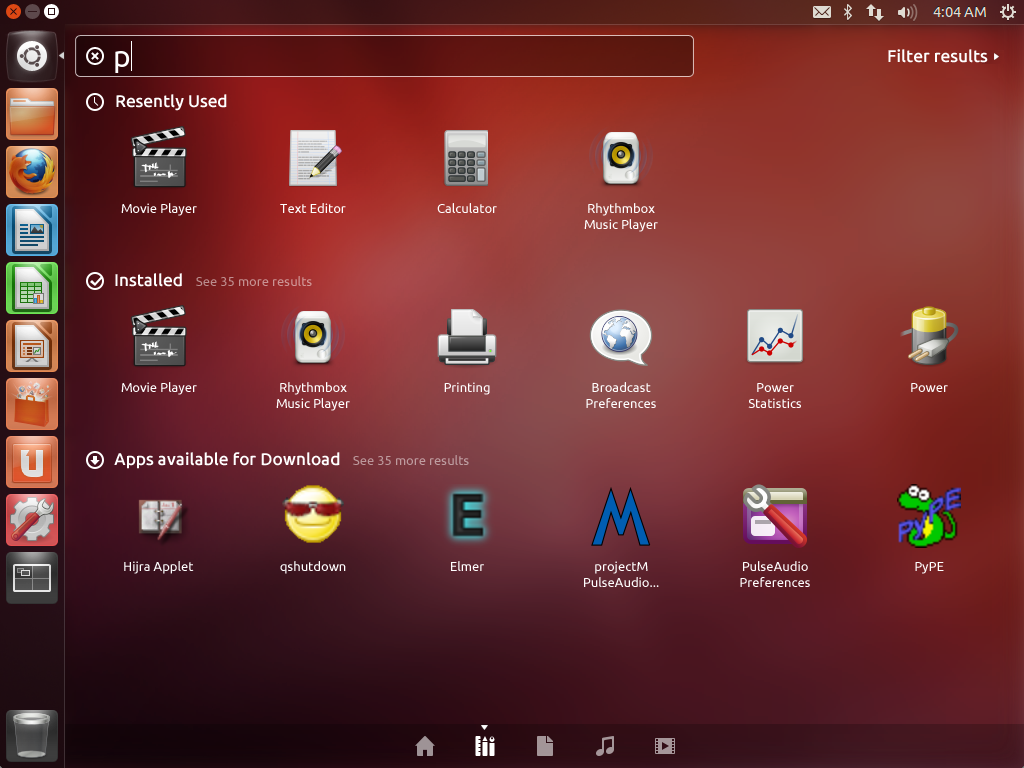 4:04 AM
p
Filter results
Recently Used
Movie Player
Text Editor
Calculator
Rhythmbox
Music Player
Installed See 35 more results
Movie Player
Rhythmbox
Music Player
Printing
Broadcast
Preferences
Power
Statistics
Power
Apps available for Download See 35 more results
E
M
PyPE
Hijra Applet
qshutdown
Elmer
projectM
PulseAudio...
PulseAudio
Preferences
PyPE